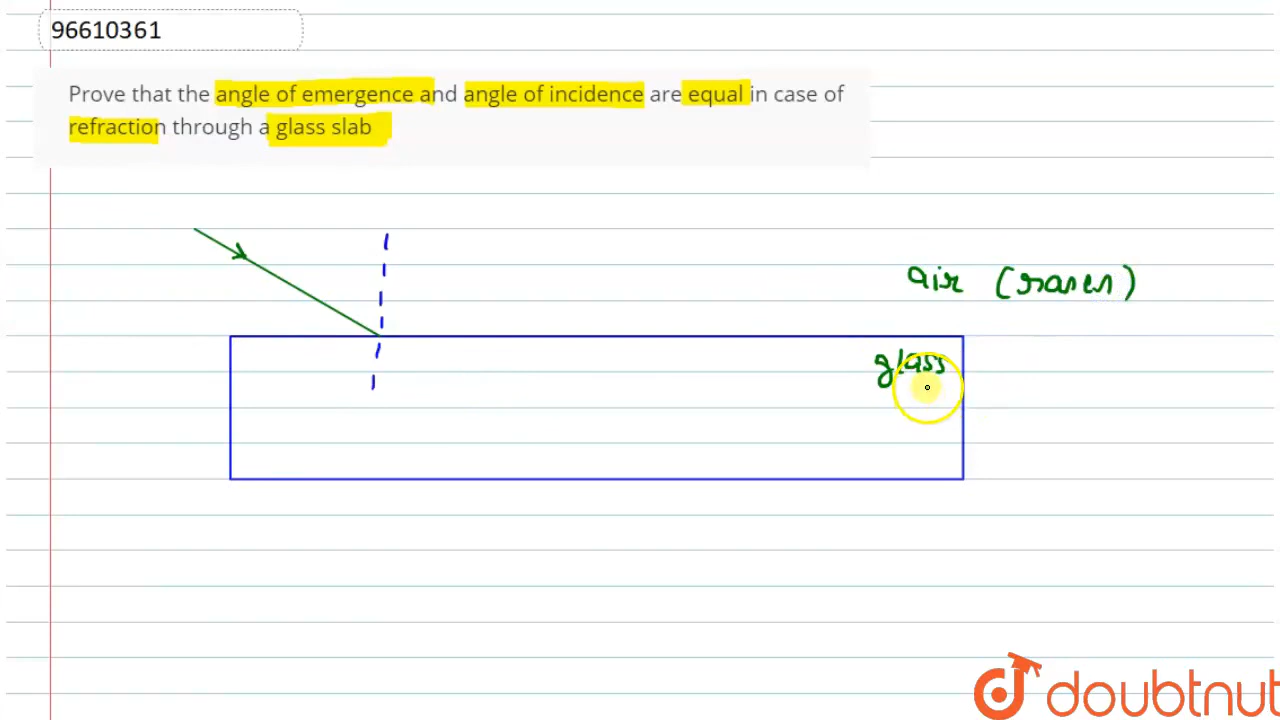 96610361
Prove that the angle of emergence and angle of incidence are equal in case of
refraction through a glass slab
air (rarer)
glass
doubtnut